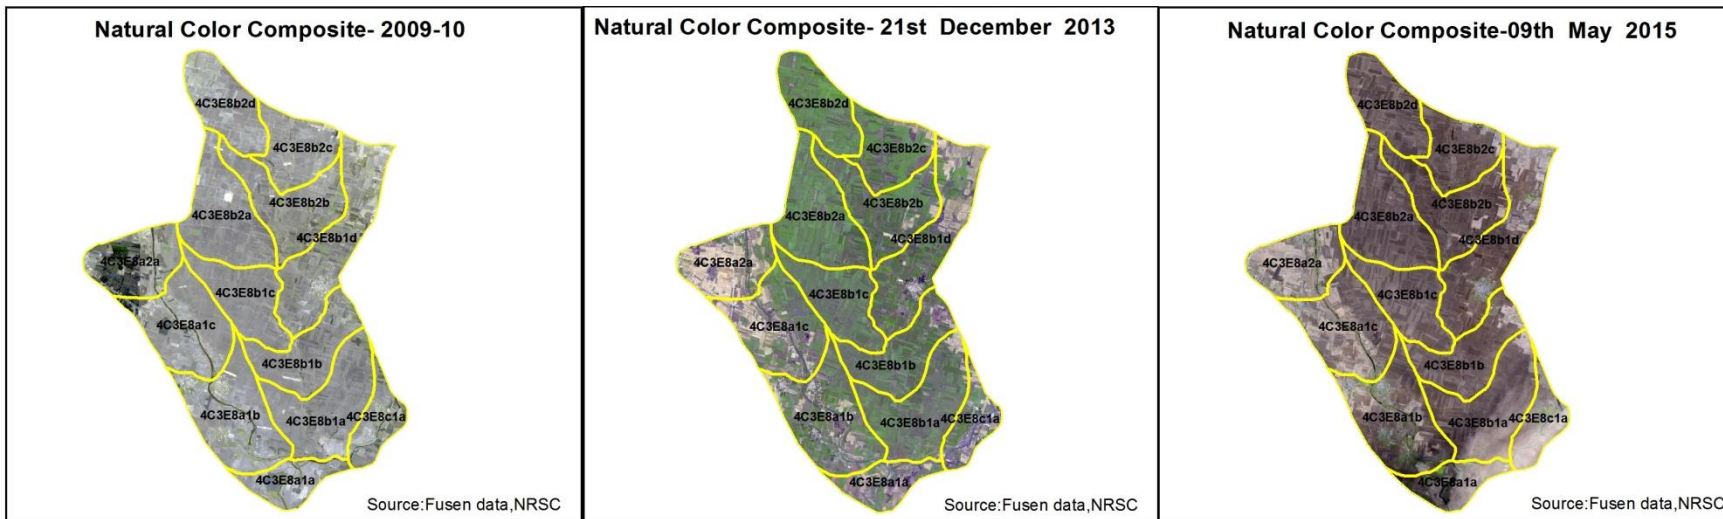 Natural Color Composite- 2009-10
4C3E8b2d
4C3E8b2c
4C3E8b2b
4C3E8b2a
4C3E8b1d
4C3E8a2a
4C3E8b1c
4C3E8a1c
4C3E8b1b
4C3E8a1b
4C3E8b1a
4C3E8c1a
4C3E8a1a
Source:Fusen data,NRSC
Natural Color Composite- 21st December 2013
4C3E8b2d
4C3E8b2c
4C3E8b2b
4C3E8b2a
4C3E8b1d
4C3E8a2a
4C3E8b1c
4C3E8a1c
4C3E8b1b
4C3E8a1b
4C3E8b1a
4C3E8c1a
4C3E8a1a
Source:Fusen data,NRSC
Natural Color Composite-09th May 2015
4C3E8b2d
4C3E8b2c
4C3E8b2b
4C3E8b2a
4C3E8b1d
4C3E8a2a
4C3E8b1c
4C3E8a1c
4C3E8b1b
4C3E8a1b
4C3E8b1a
4C3E8c1a
4C3E8a1a
Source:Fusen data,NRSC